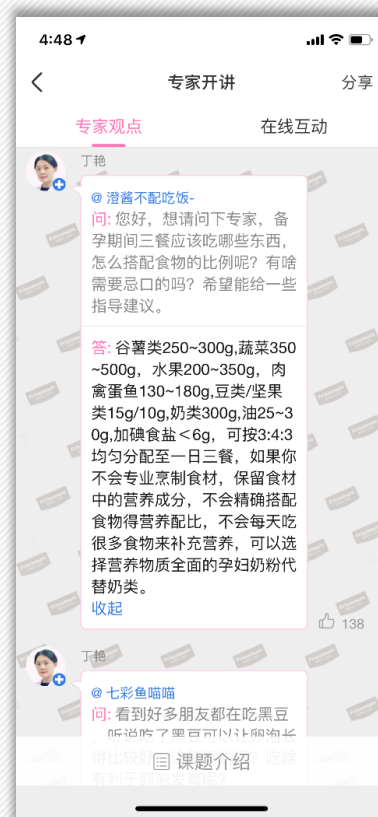 4:48
专家开讲
分享
专家观点
在线互动
丁艳
@ 澄酱不配吃饭-
问: 您好，想请问下专家，备
孕期间三餐应该吃哪些东西，
怎么搭配食物的比例呢？有啥
需要忌口的吗？希望能给一些
指导建议。
答: 谷薯类250~300g,蔬菜350
~500g，水果200~350g，肉
禽蛋鱼130~180g,豆类/坚果
类15g/10g,奶类300g,油25~3
0g,加碘食盐＜6g，可按3:4:3
均匀分配至一日三餐，如果你
不会专业烹制食材，保留食材
中的营养成分，不会精确搭配
食物得营养配比，不会每天吃
很多食物来补充营养，可以选
择营养物质全面的孕妇奶粉代
替奶类。
收起
138
丁艳
@ 七彩鱼喵喵
问: 看到好多朋友都在吃黑豆
，听说吃了黑豆可以让卵泡长
课题介绍